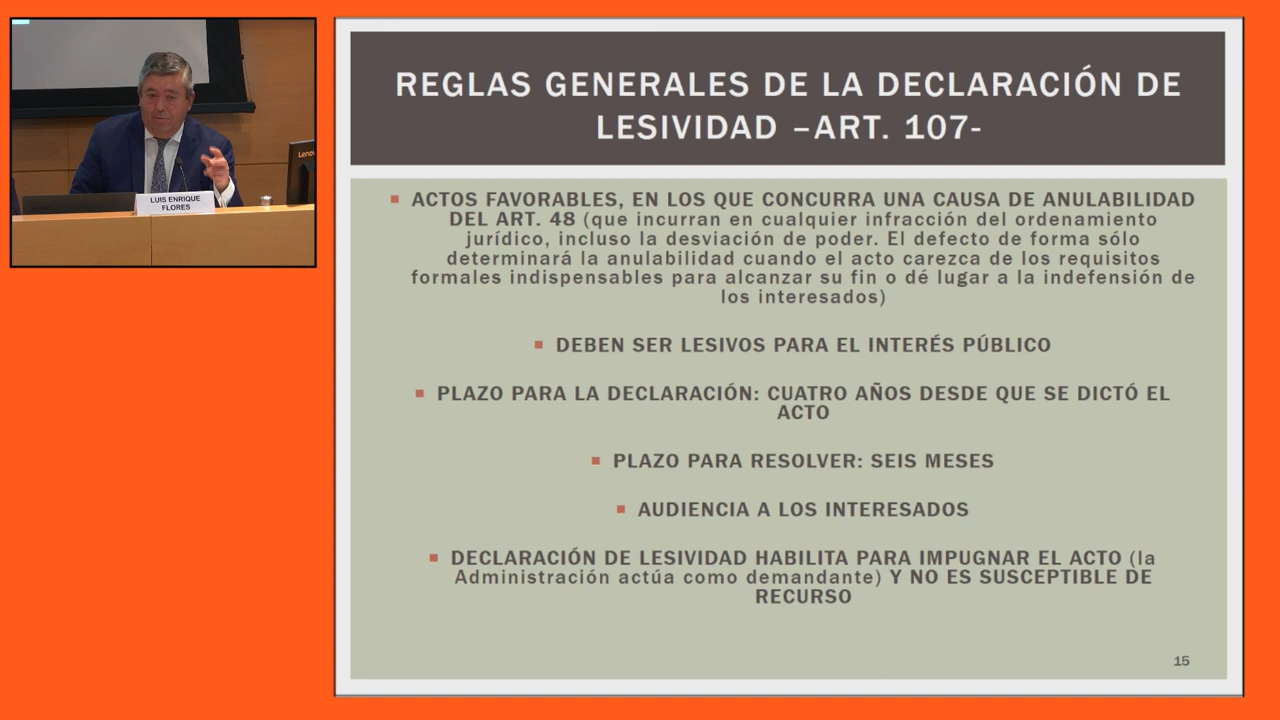 Lenovo
LUIS ENRIQUE
FLORES
REGLAS GENERALES DE LA DECLARACIÓN DE
LESIVIDAD –ART. 107-
ACTOS FAVORABLES, EN LOS QUE CONCURRA UNA CAUSA DE ANULABILIDAD
DEL ART. 48 (que incurran en cualquier infracción del ordenamiento
jurídico, incluso la desviación de poder. El defecto de forma sólo
determinará la anulabilidad cuando el acto carezca de los requisitos
formales indispensables para alcanzar su fin o dé lugar a la indefensión de
los interesados)
DEBEN SER LESIVOS PARA EL INTERÉS PÚBLICO
PLAZO PARA LA DECLARACIÓN: CUATRO AÑOS DESDE QUE SE DICTÓ EL
ACTO
PLAZO PARA RESOLVER: SEIS MESES
AUDIENCIA A LOS INTERESADOS
DECLARACIÓN DE LESIVIDAD HABILITA PARA IMPUGNAR EL ACTO (la
Administración actúa como demandante) Y NO ES SUSCEPTIBLE DE
RECURSO
15